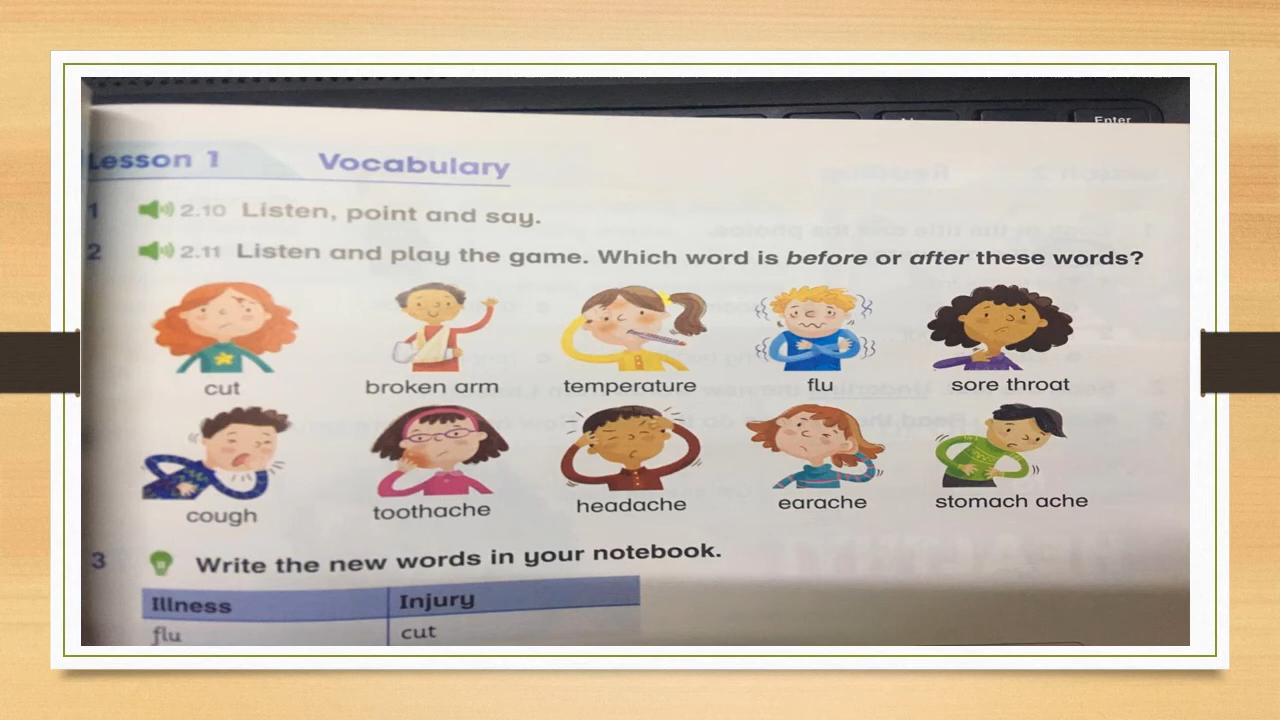 Enter
Lesson 1 Vocabulary
1 2.10 Listen, point and say.
2 2.11 Listen and play the game. Which word is before or after these words?
cut broken arm temperature flu sore throat
cough toothache headache earache stomach ache
3 Write the new words in your notebook.
Illness Injury
flu cut